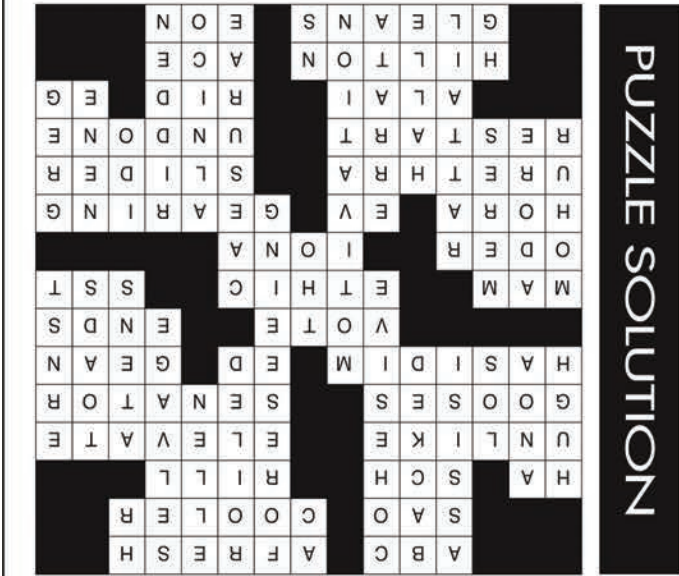 PUZZLE SOLUTION
ABC AFRESH
SAO COOLER
HA SCH RILL
UNLIKE ELEVATE
GOOSES SENATOR
HASIDIM ED GEAN
VOTE ENDS
MAM ETHIC SST
ODER IONA
HORA EV GEARING
URETHRA SLIDER
RESTART UNDONE
ALAI RID EG
HILTON ACE
GLEANS EON